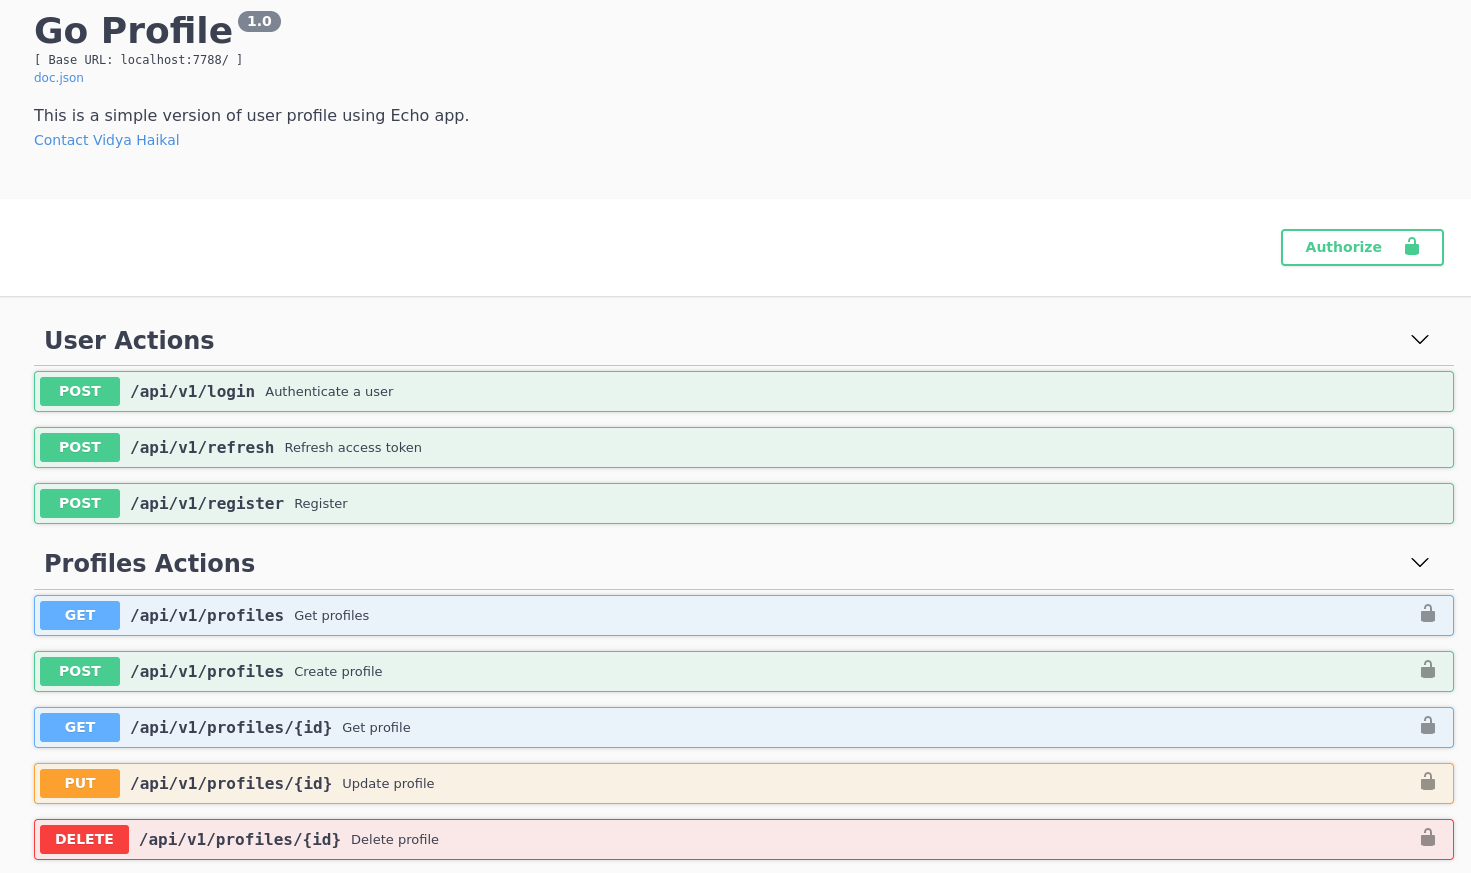 Go Profile 1.0
[ Base URL: localhost:7788/ ]
doc.json
This is a simple version of user profile using Echo app.
Contact Vidya Haikal
Authorize
User Actions
POST /api/v1/login Authenticate a user
POST /api/v1/refresh Refresh access token
POST /api/v1/register Register
Profiles Actions
GET /api/v1/profiles Get profiles
POST /api/v1/profiles Create profile
GET /api/v1/profiles/{id} Get profile
PUT /api/v1/profiles/{id} Update profile
DELETE /api/v1/profiles/{id} Delete profile